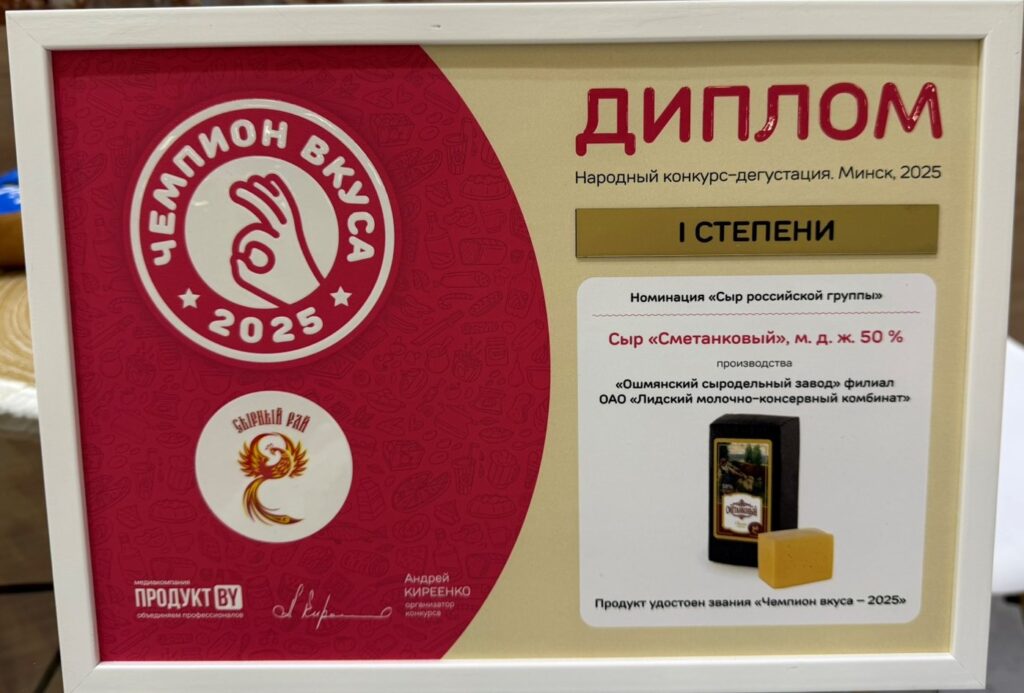 ЧЕМПИОН ВКУСА
2025
СЫРНЫЙ РАЙ
медиакомпания
ПРОДУКТ BY
объединяем профессионалов
Андрей
КИРЕЕНКО
организатор
конкурса
ДИПЛОМ
Народный конкурс-дегустация. Минск, 2025
I СТЕПЕНИ
Номинация «Сыр российской группы»
Сыр «Сметанковый», м. д. ж. 50 %
производства
«Ошмянский сыродельный завод» филиал
ОАО «Лидский молочно-консервный комбинат»
Сметанковый
Продукт удостоен звания «Чемпион вкуса – 2025»